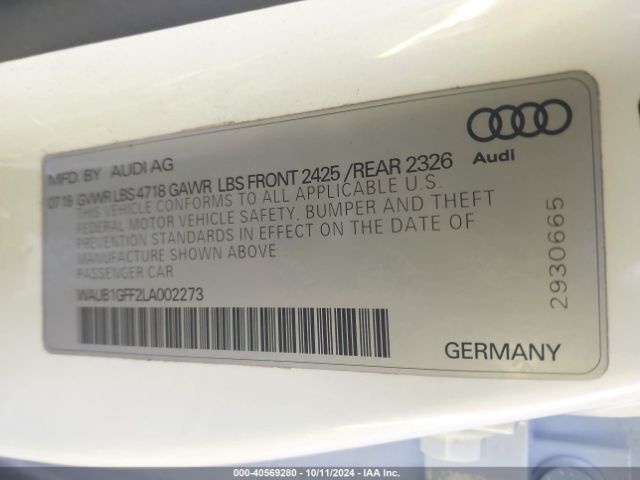 MFD. BY AUDI AG
0719 GVWR LBS 4718 GAWR LBS FRONT 2425 /REAR 2326
THIS VEHICLE CONFORMS TO ALL APPLICABLE U.S.
FEDERAL MOTOR VEHICLE SAFETY, BUMPER AND THEFT
PREVENTION STANDARDS IN EFFECT ON THE DATE OF
MANUFACTURE SHOWN ABOVE
PASSENGER CAR
WAUB1GFF2LA002273
Audi
2930665
GERMANY
000-40569280 | 10/11/2024 | IAA Inc.